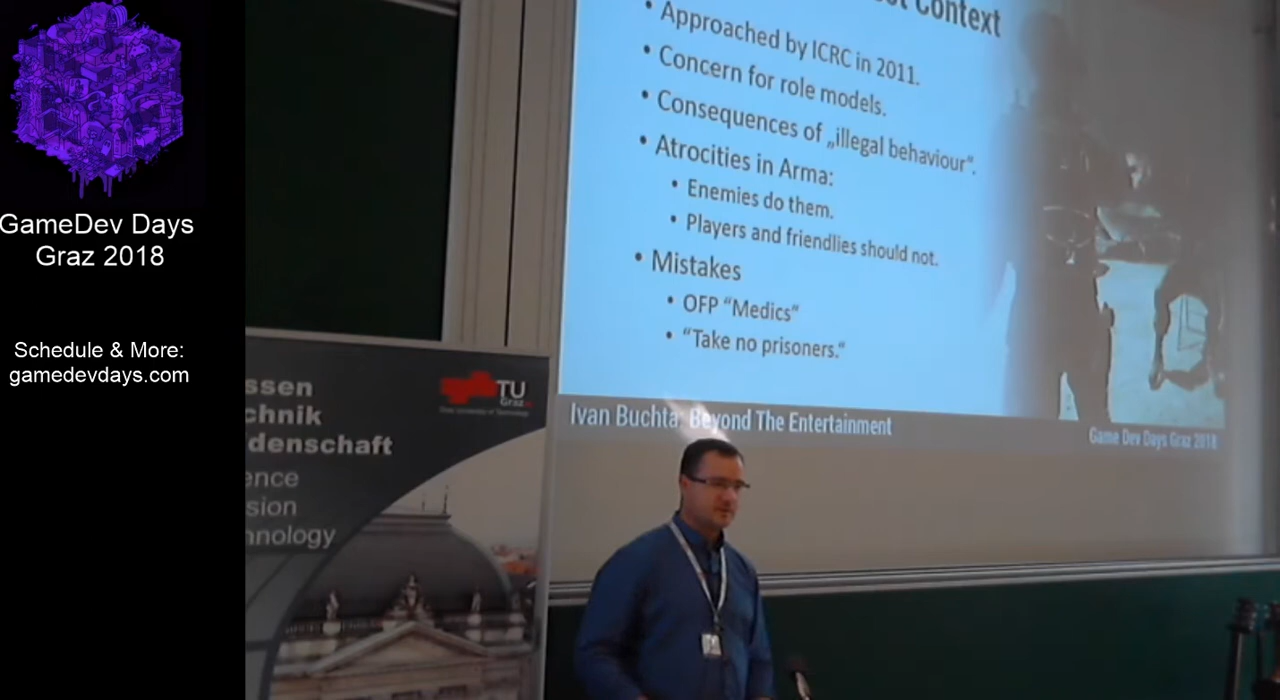 GameDev Days
Graz 2018
Schedule & More:
gamedevdays.com
Context
• Approached by ICRC in 2011.
• Concern for role models.
• Consequences of „illegal behaviour“.
• Atrocities in Arma:
• Enemies do them.
• Players and friendlies should not.
• Mistakes
• OFP “Medics“
• “Take no prisoners.“
Ivan Buchta: Beyond The Entertainment
Game Dev Days Graz 2018
TU
Graz
ssen
chnik
denschaft
ence
sion
hnology